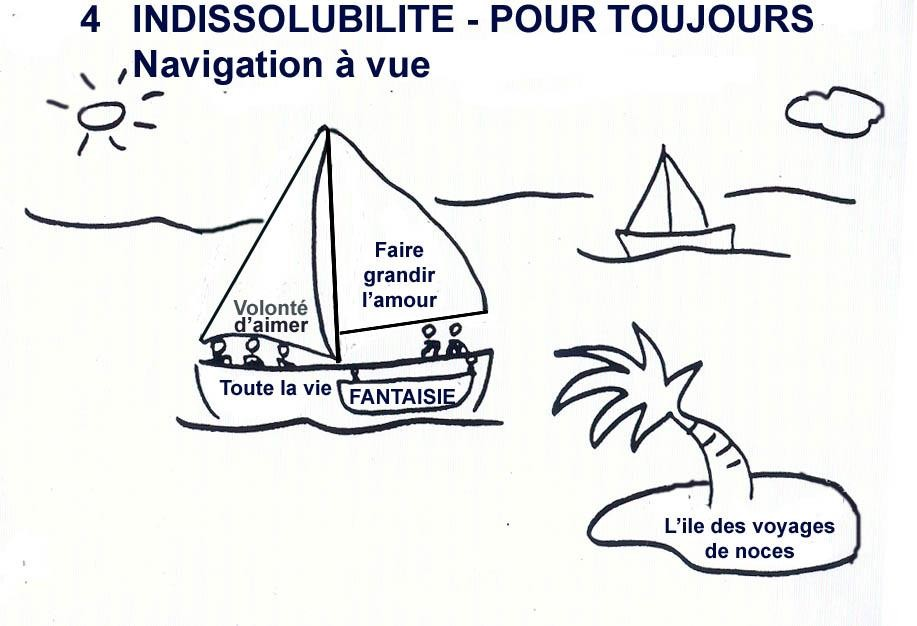 4 INDISSOLUBILITE - POUR TOUJOURS
Navigation à vue
Faire
grandir
l'amour
Volonté
d'aimer
Toute la vie
FANTAISIE
L'ile des voyages
de noces